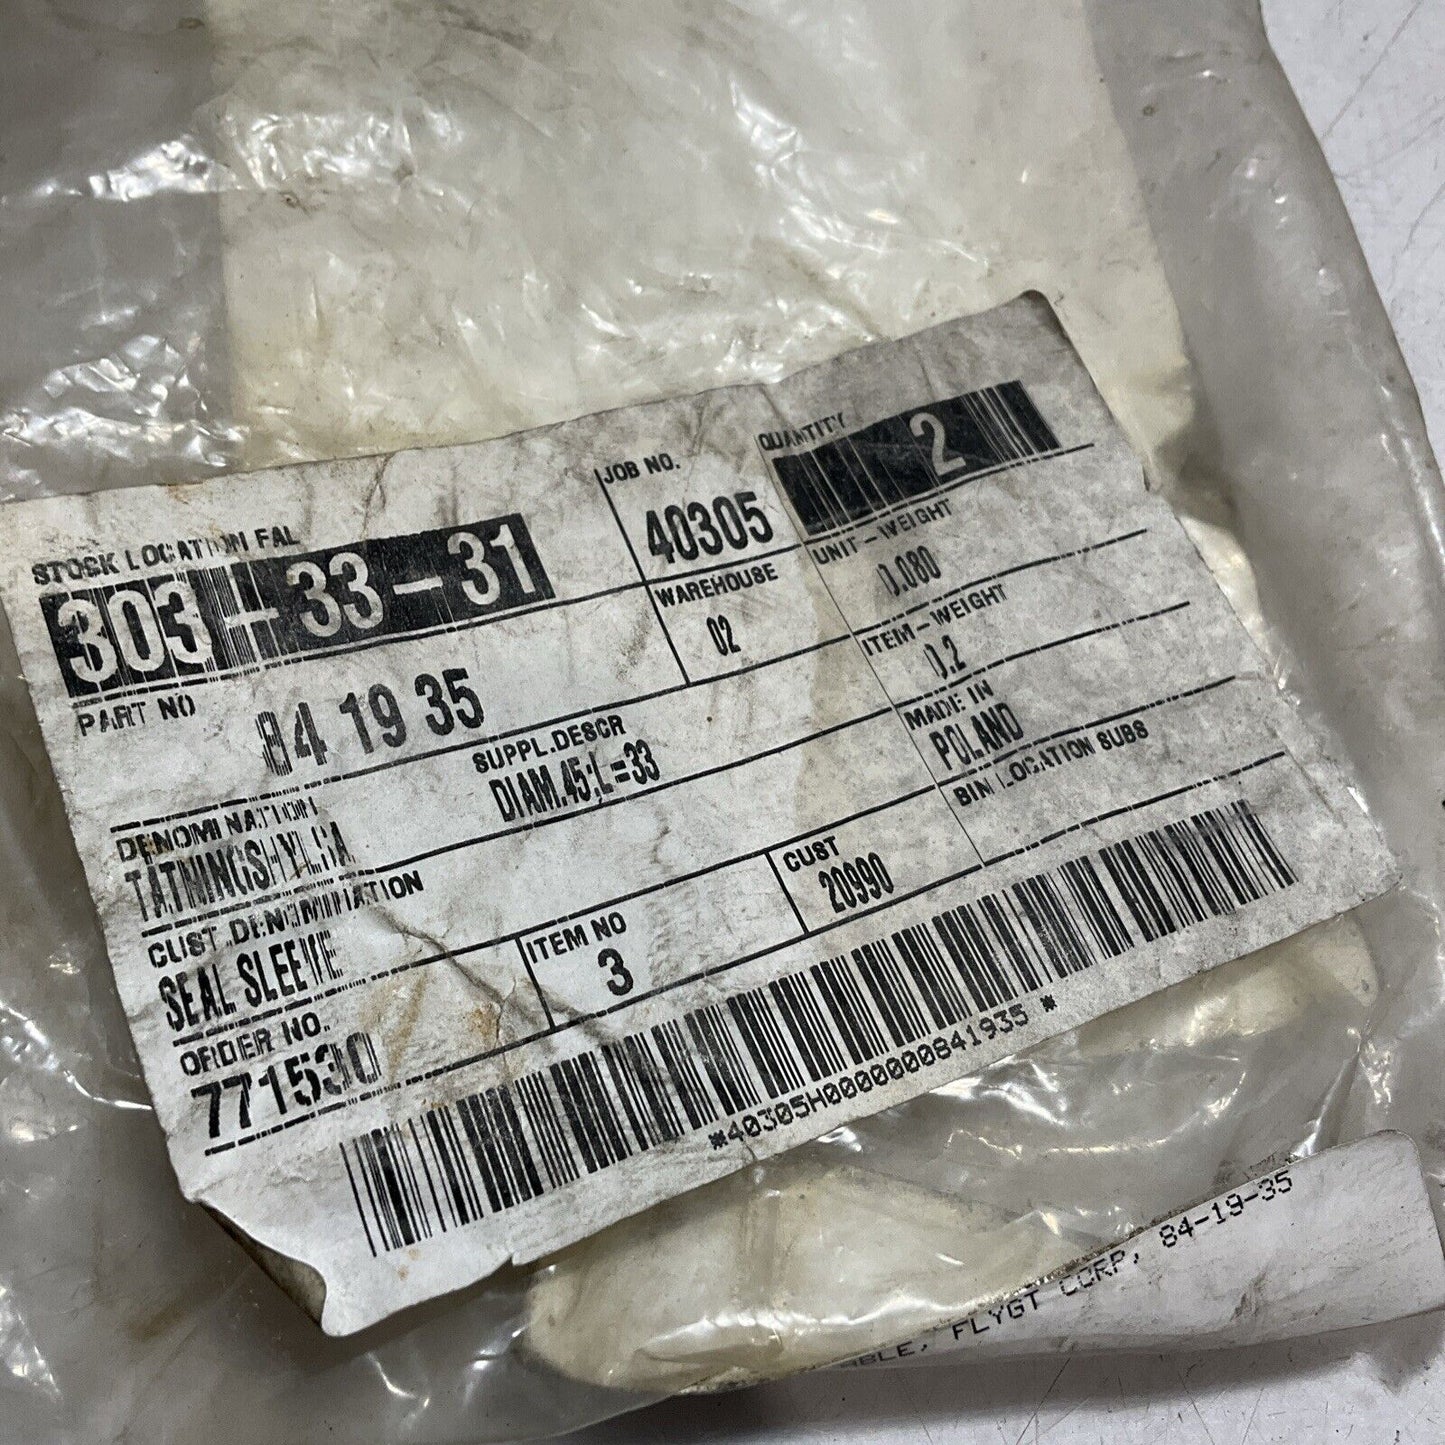 STOCK LOCATION FAL
303-33-31
JOB NO.
40305
QUANTITY
2
PART NO
84 19 35
WAREHOUSE
02
UNIT-WEIGHT
0.080
ITEM-WEIGHT
0.2
SUPPL.DESCR
DIAM.45;L=33
MADE IN
POLAND
DENOMINATION
TATNINGSHYLSA
BIN LOCATION SUBS
CUST.DENOMINATION
SEAL SLEEVE
ITEM NO
3
CUST
20990
ORDER NO.
771530
*40305H0000000841935*
ABLE, FLYGT CORP, 84-19-35